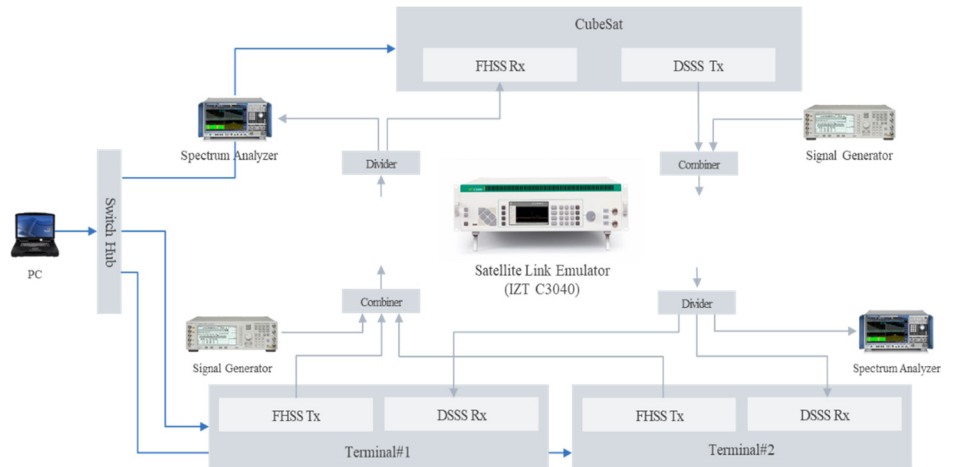 CubeSat
FHSS Rx
DSSS Tx
Spectrum Analyzer
Divider
Combiner
Signal Generator
Switch Hub
PC
Satellite Link Emulator
(IZT C3040)
Combiner
Divider
Signal Generator
Spectrum Analyzer
FHSS Tx
DSSS Rx
FHSS Tx
DSSS Rx
Terminal#1
Terminal#2